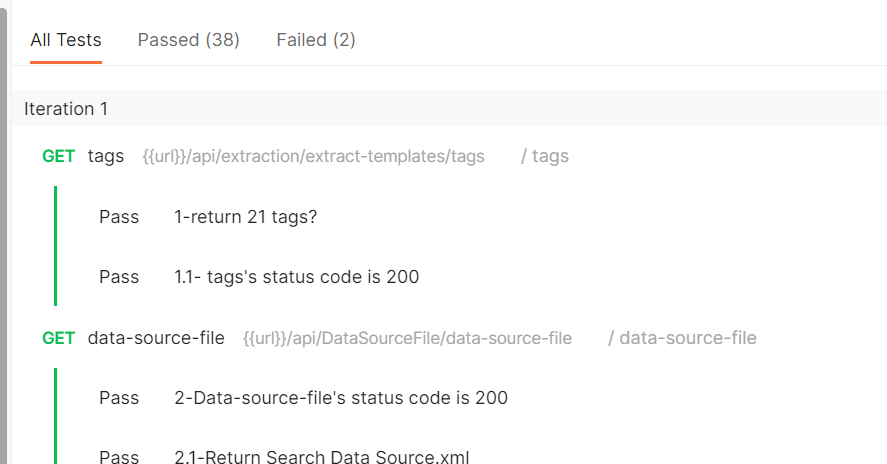 All Tests Passed (38) Failed (2)
Iteration 1
GET tags {{url}}/api/extraction/extract-templates/tags / tags
Pass 1-return 21 tags?
Pass 1.1- tags's status code is 200
GET data-source-file {{url}}/api/DataSourceFile/data-source-file / data-source-file
Pass 2-Data-source-file's status code is 200
Pass 2.1-Return Search Data Source.xml